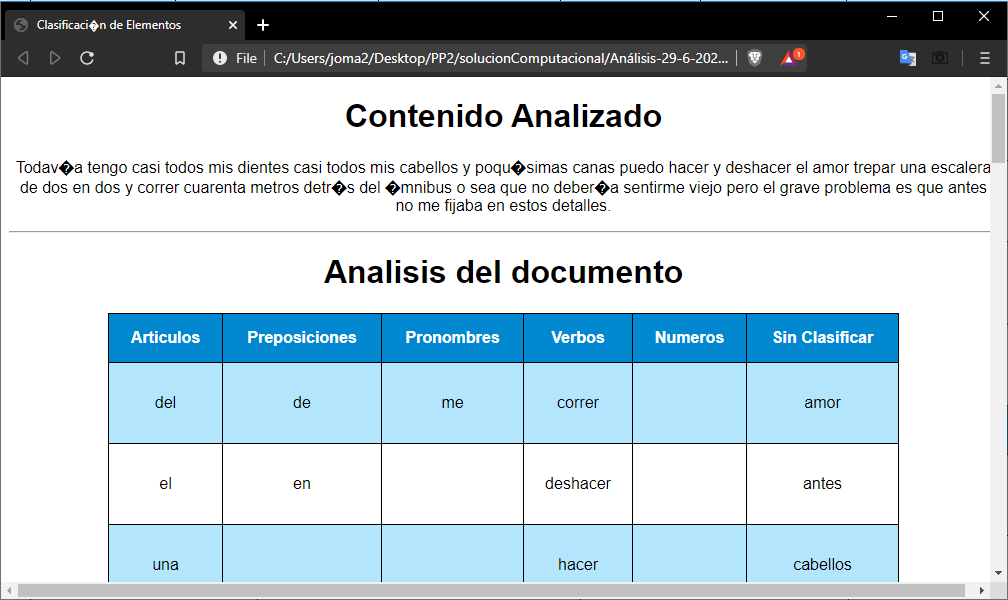 Clasificaci�n de Elementos
File C:/Users/joma2/Desktop/PP2/solucionComputacional/Análisis-29-6-202... 1
Contenido Analizado
Todav�a tengo casi todos mis dientes casi todos mis cabellos y poqu�simas canas puedo hacer y deshacer el amor trepar una escalera
de dos en dos y correr cuarenta metros detr�s del �mnibus o sea que no deber�a sentirme viejo pero el grave problema es que antes
no me fijaba en estos detalles.
Analisis del documento
Articulos Preposiciones Pronombres Verbos Numeros Sin Clasificar
del de me correr amor
el en deshacer antes
una hacer cabellos